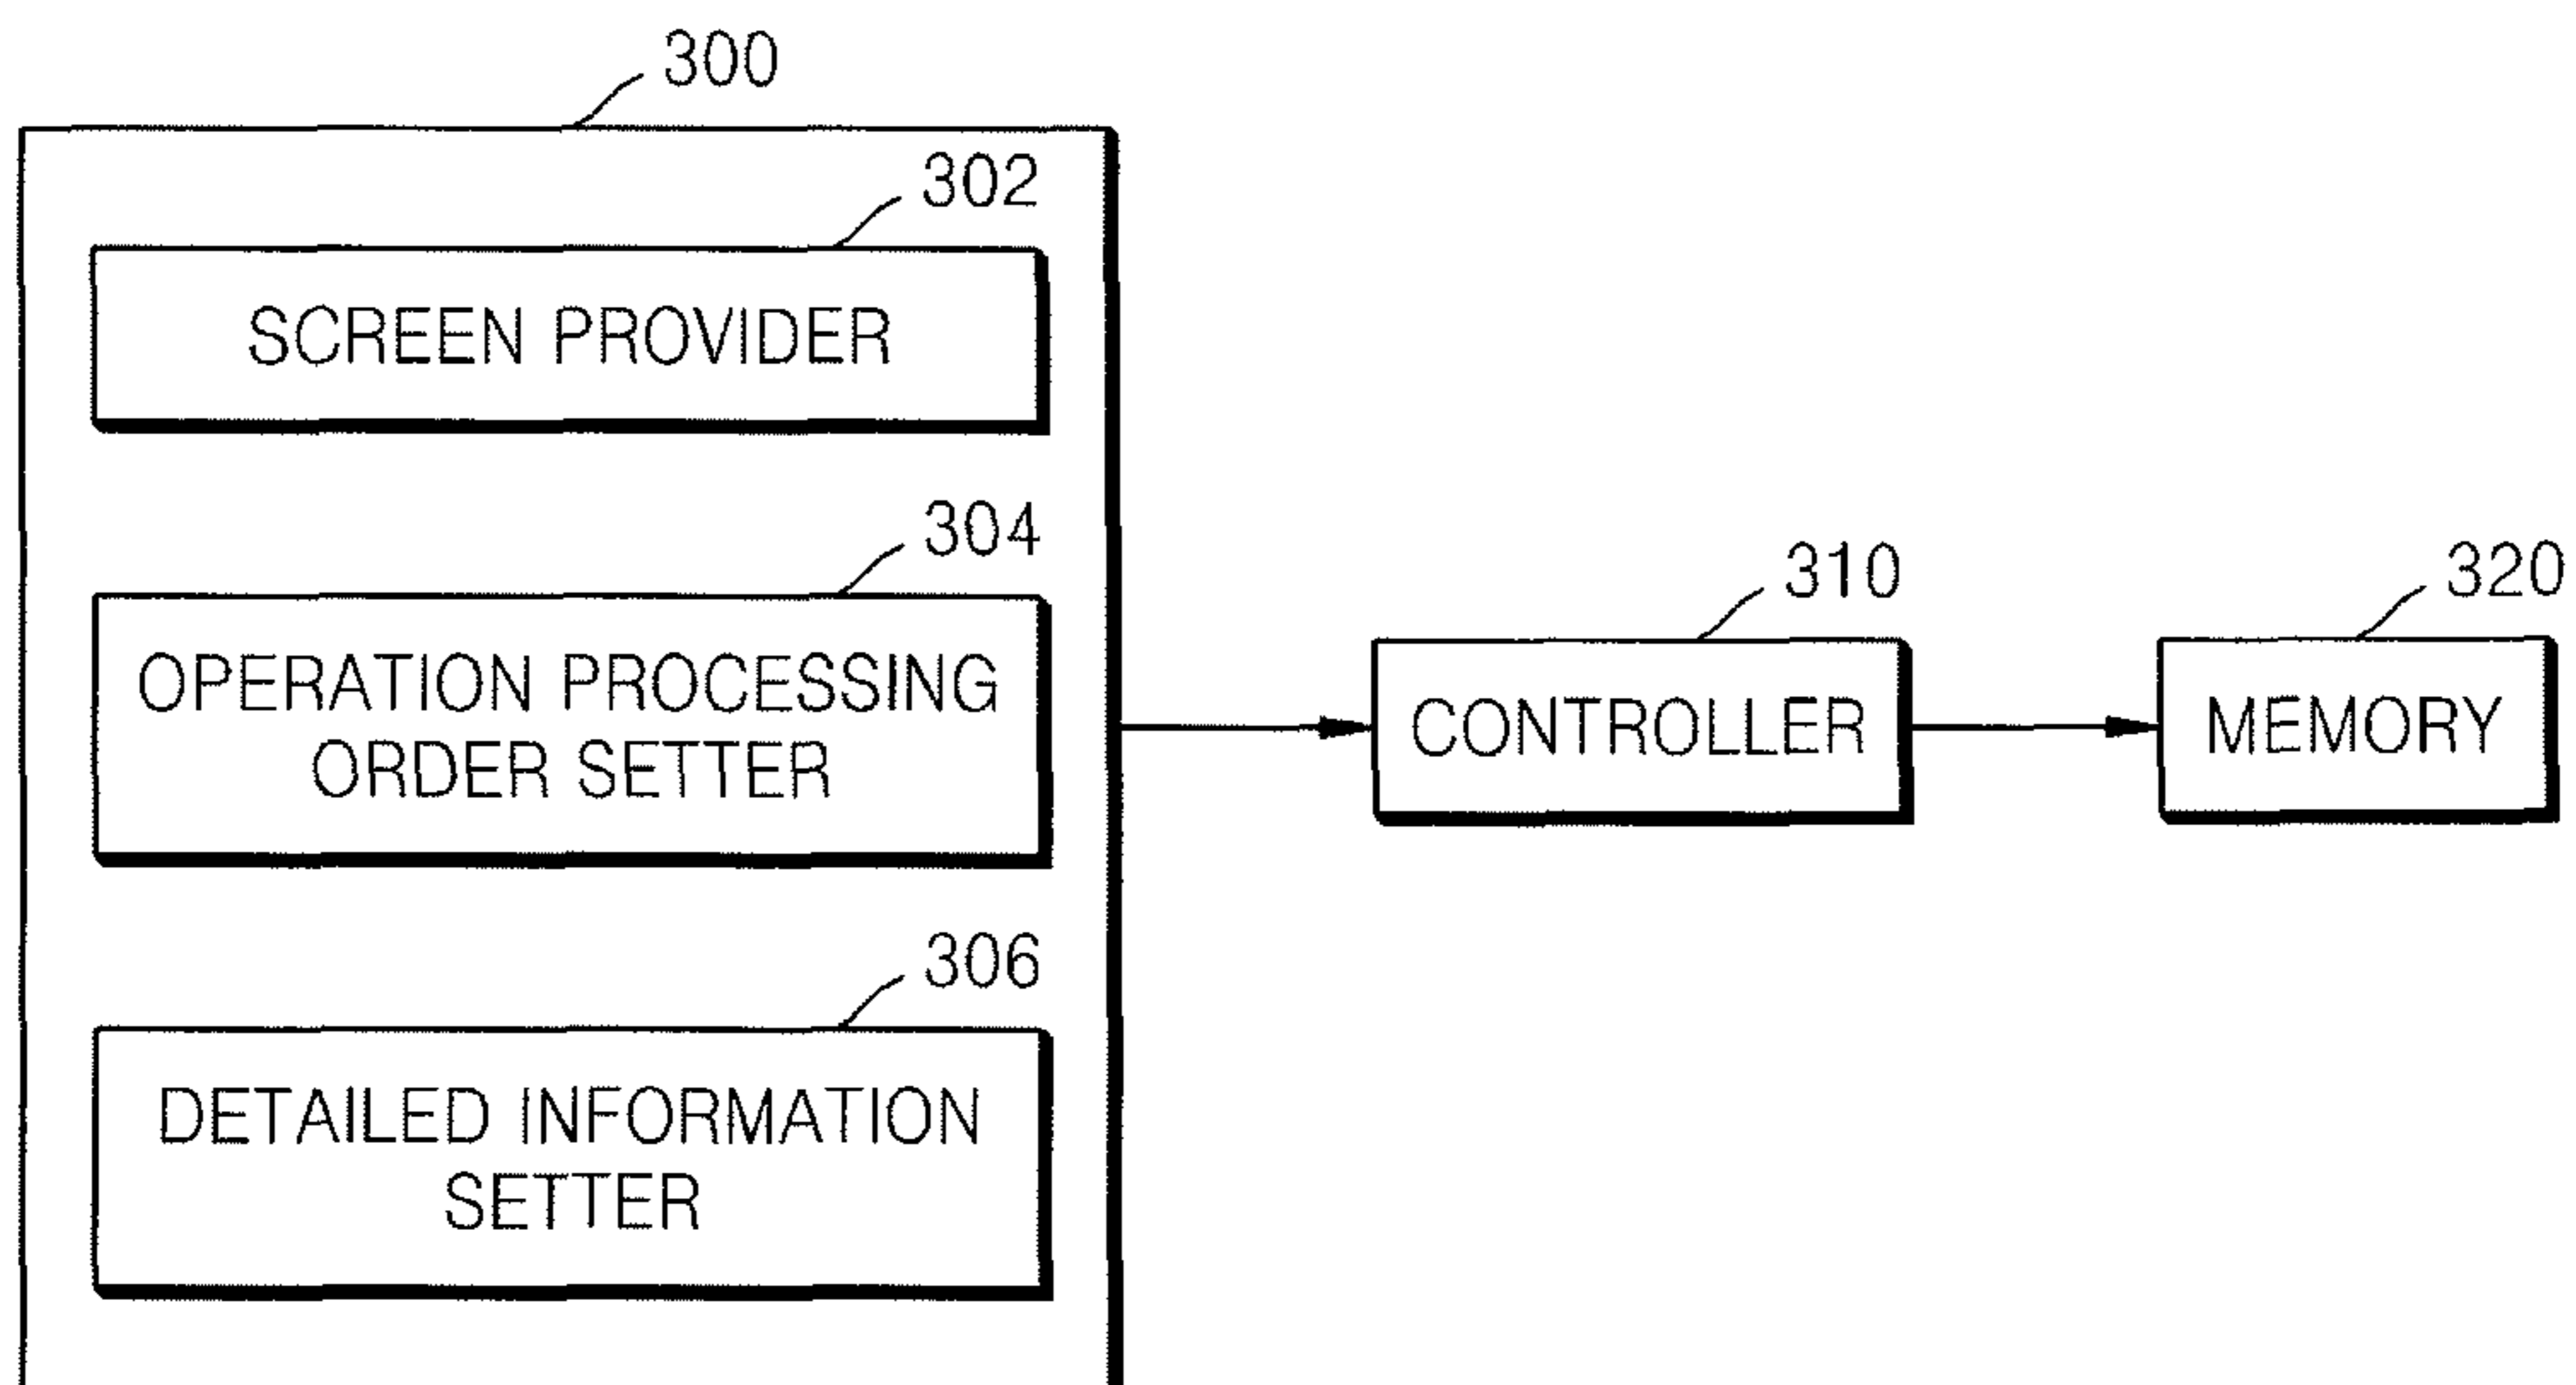 300
302
SCREEN PROVIDER
304
OPERATION PROCESSING
ORDER SETTER
306
DETAILED INFORMATION
SETTER
310
CONTROLLER
320
MEMORY